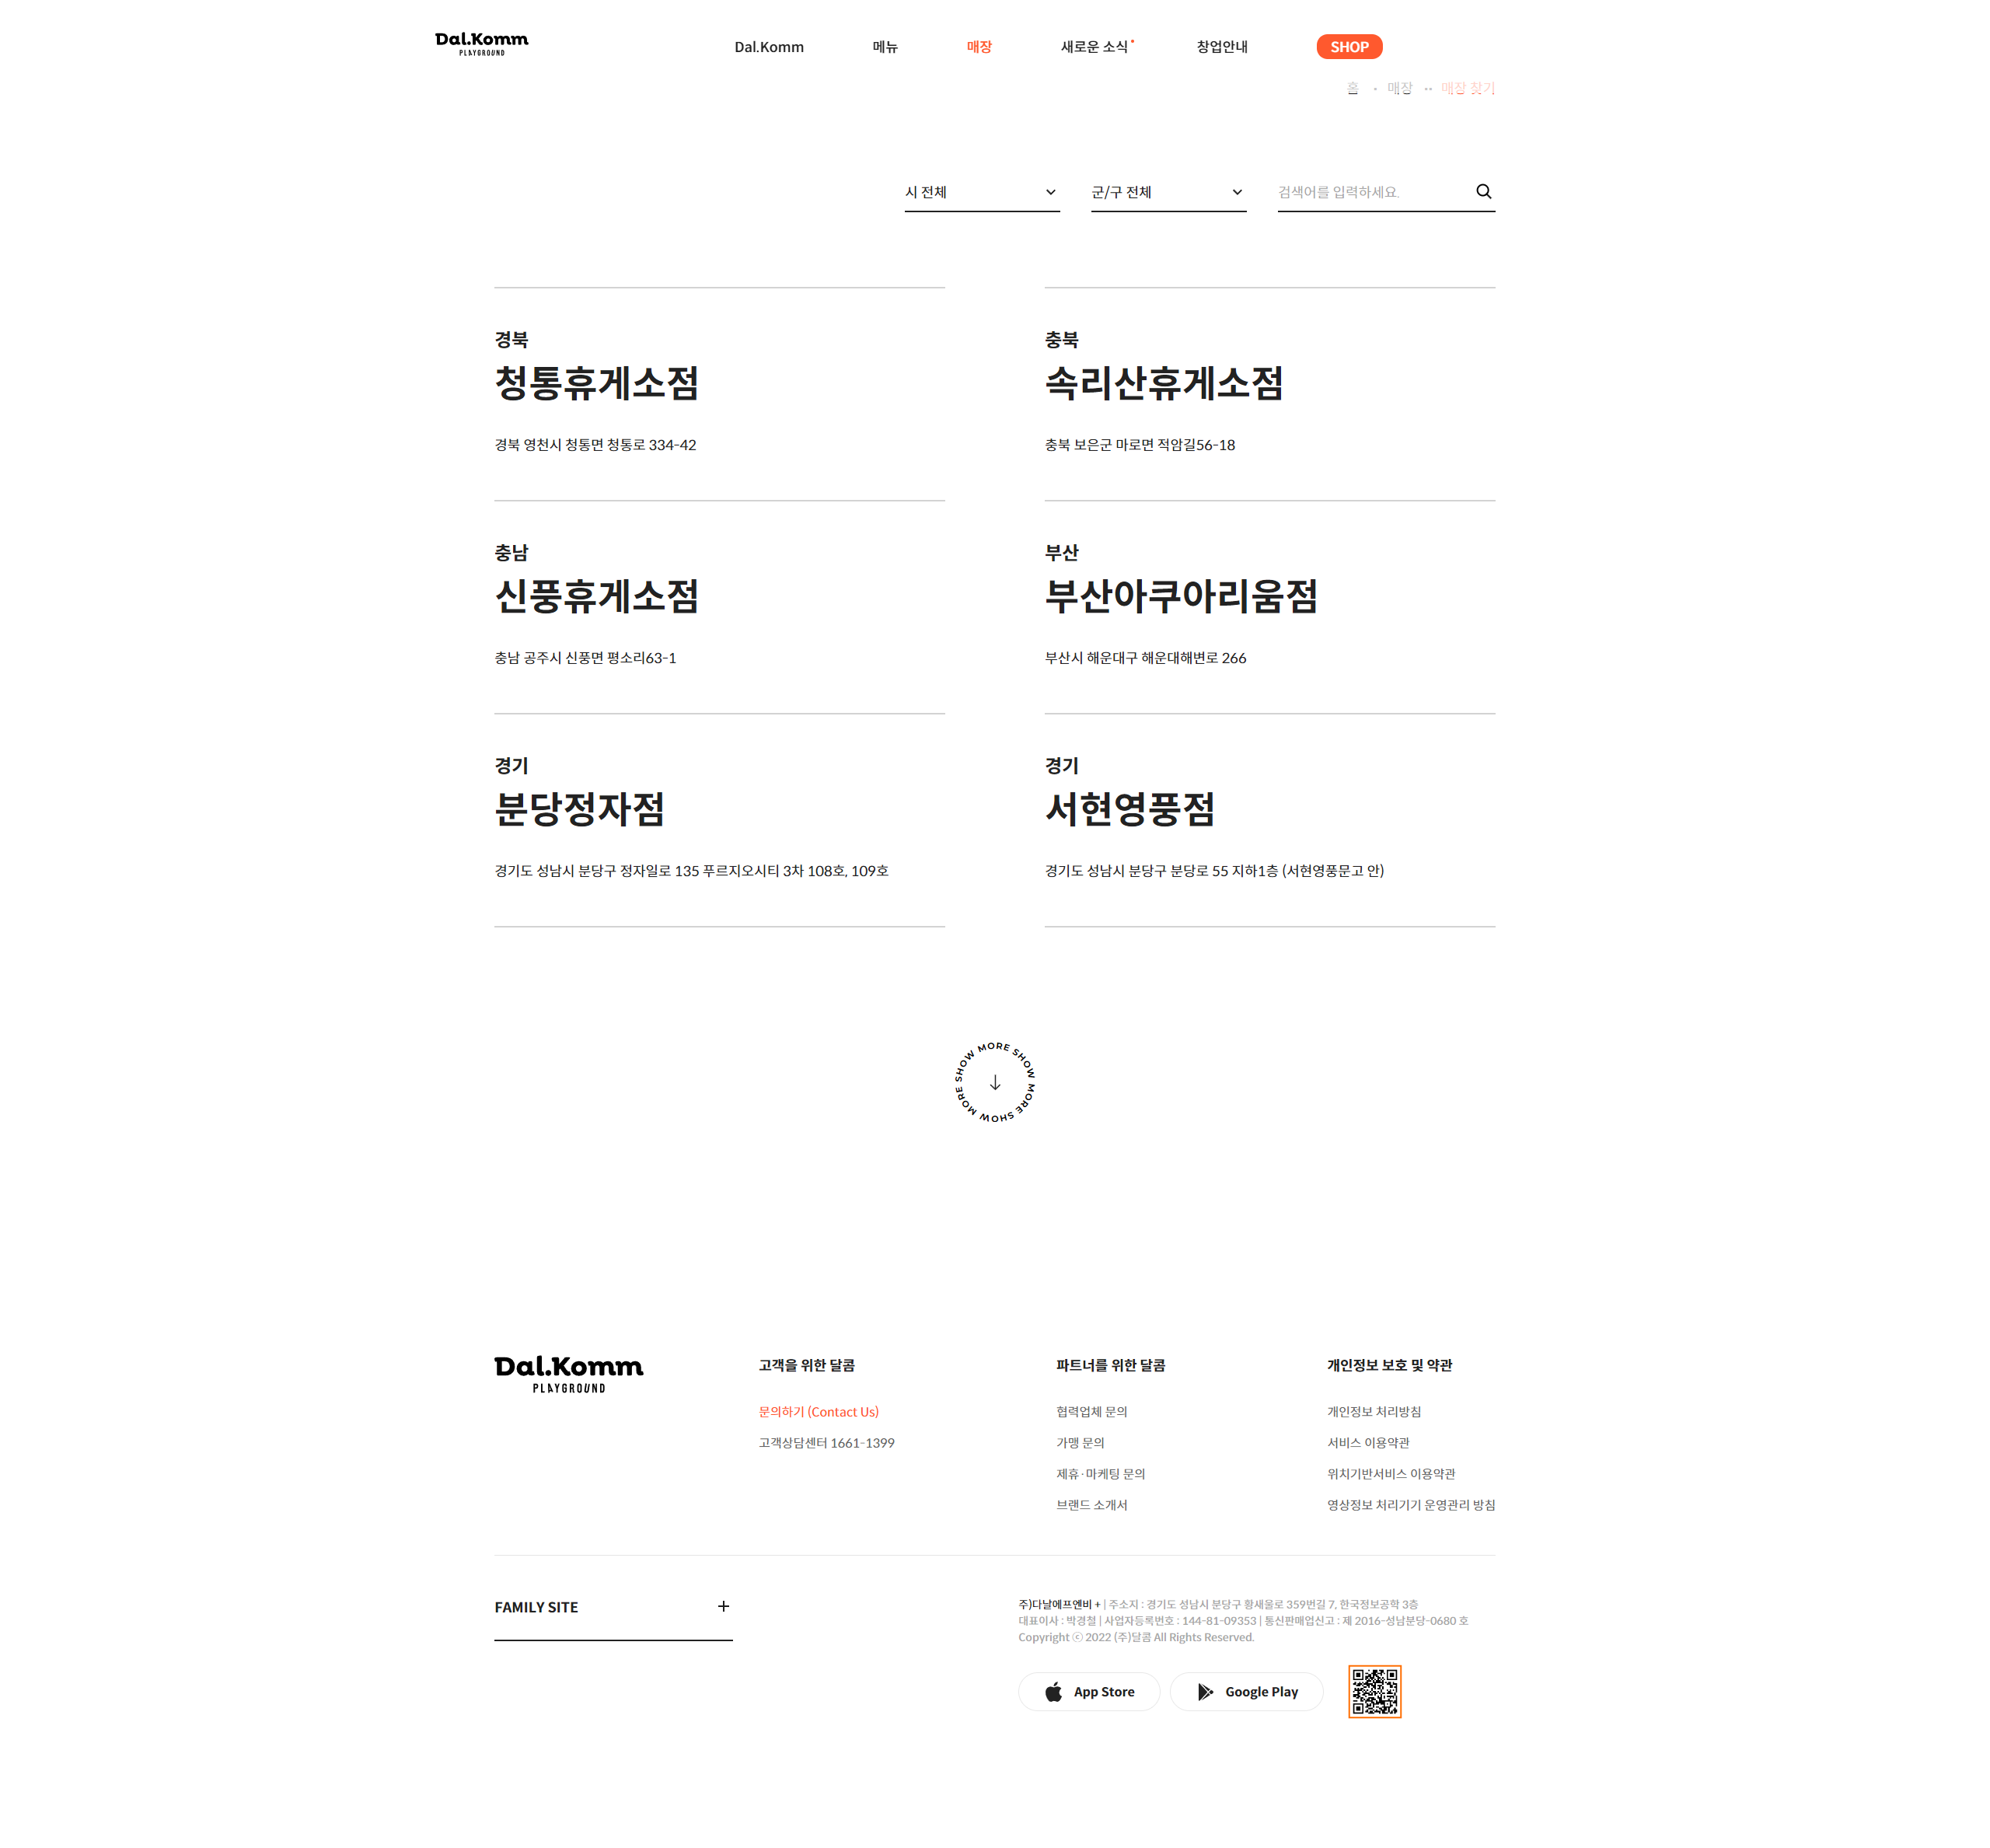 Dal.Komm
PLAYGROUND
Dal.Komm
메뉴
매장
새로운 소식
창업안내
SHOP
홈
매장
매장 찾기
시 전체
군/구 전체
검색어를 입력하세요.
경북
청통휴게소점
경북 영천시 청통면 청통로 334-42
충북
속리산휴게소점
충북 보은군 마로면 적암길56-18
충남
신풍휴게소점
충남 공주시 신풍면 평소리63-1
부산
부산아쿠아리움점
부산시 해운대구 해운대해변로 266
경기
분당정자점
경기도 성남시 분당구 정자일로 135 푸르지오시티 3차 108호, 109호
경기
서현영풍점
경기도 성남시 분당구 분당로 55 지하1층 (서현영풍문고 안)
SHOW MORE SHOW MORE SHOW MORE
Dal.Komm
PLAYGROUND
고객을 위한 달콤
문의하기 (Contact Us)
고객상담센터 1661-1399
파트너를 위한 달콤
협력업체 문의
가맹 문의
제휴·마케팅 문의
브랜드 소개서
개인정보 보호 및 약관
개인정보 처리방침
서비스 이용약관
위치기반서비스 이용약관
영상정보 처리기기 운영관리 방침
FAMILY SITE +
주)다날에프엔비 + | 주소지 : 경기도 성남시 분당구 황새울로 359번길 7, 한국정보공학 3층
대표이사 : 박경철 | 사업자등록번호 : 144-81-09353 | 통신판매업신고 : 제 2016-성남분당-0680 호
Copyright ⓒ 2022 (주)달콤 All Rights Reserved.
App Store
Google Play